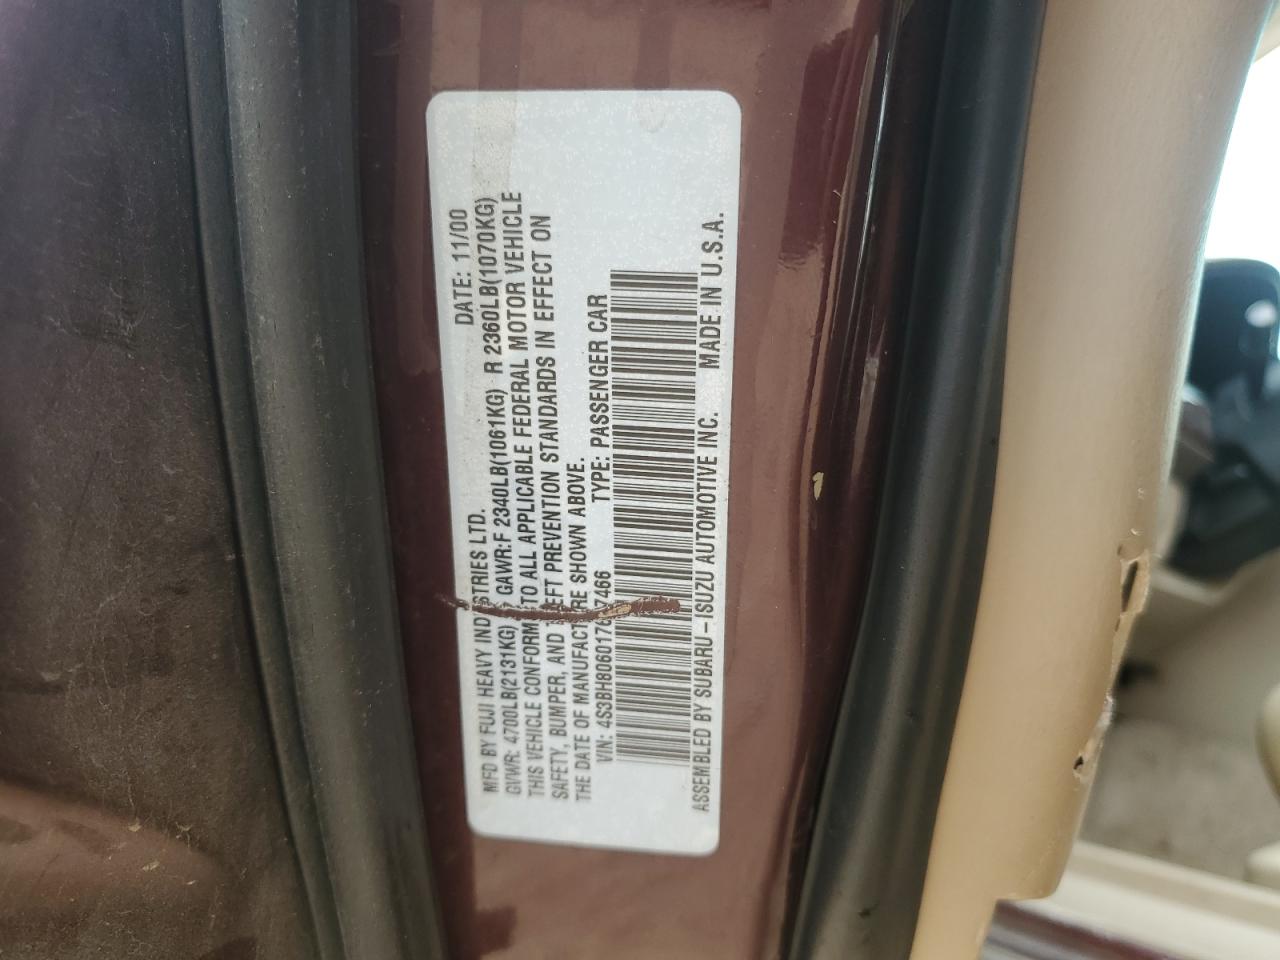 MFD BY FUJI HEAVY INDUSTRIES LTD. DATE: 11/00
GVWR: 4700LB(2131KG) GAWR:F 2340LB(1061KG) R 2360LB(1070KG)
THIS VEHICLE CONFORM TO ALL APPLICABLE FEDERAL MOTOR VEHICLE
SAFETY, BUMPER, AND THEFT PREVENTION STANDARDS IN EFFECT ON
THE DATE OF MANUFACTURE SHOWN ABOVE.
VIN: TYPE: PASSENGER CAR
ASSEMBLED BY SUBARU-ISUZU AUTOMOTIVE INC. MADE IN U.S.A.